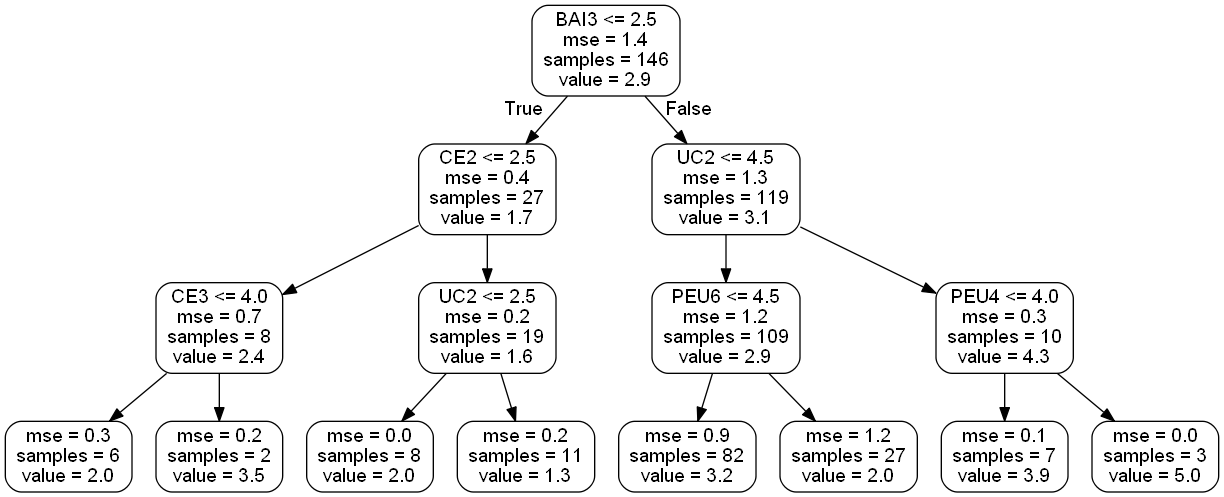 BAI3 <= 2.5
mse = 1.4
samples = 146
value = 2.9
True
False
CE2 <= 2.5
mse = 0.4
samples = 27
value = 1.7
UC2 <= 4.5
mse = 1.3
samples = 119
value = 3.1
CE3 <= 4.0
mse = 0.7
samples = 8
value = 2.4
UC2 <= 2.5
mse = 0.2
samples = 19
value = 1.6
PEU6 <= 4.5
mse = 1.2
samples = 109
value = 2.9
PEU4 <= 4.0
mse = 0.3
samples = 10
value = 4.3
mse = 0.3
samples = 6
value = 2.0
mse = 0.2
samples = 2
value = 3.5
mse = 0.0
samples = 8
value = 2.0
mse = 0.2
samples = 11
value = 1.3
mse = 0.9
samples = 82
value = 3.2
mse = 1.2
samples = 27
value = 2.0
mse = 0.1
samples = 7
value = 3.9
mse = 0.0
samples = 3
value = 5.0